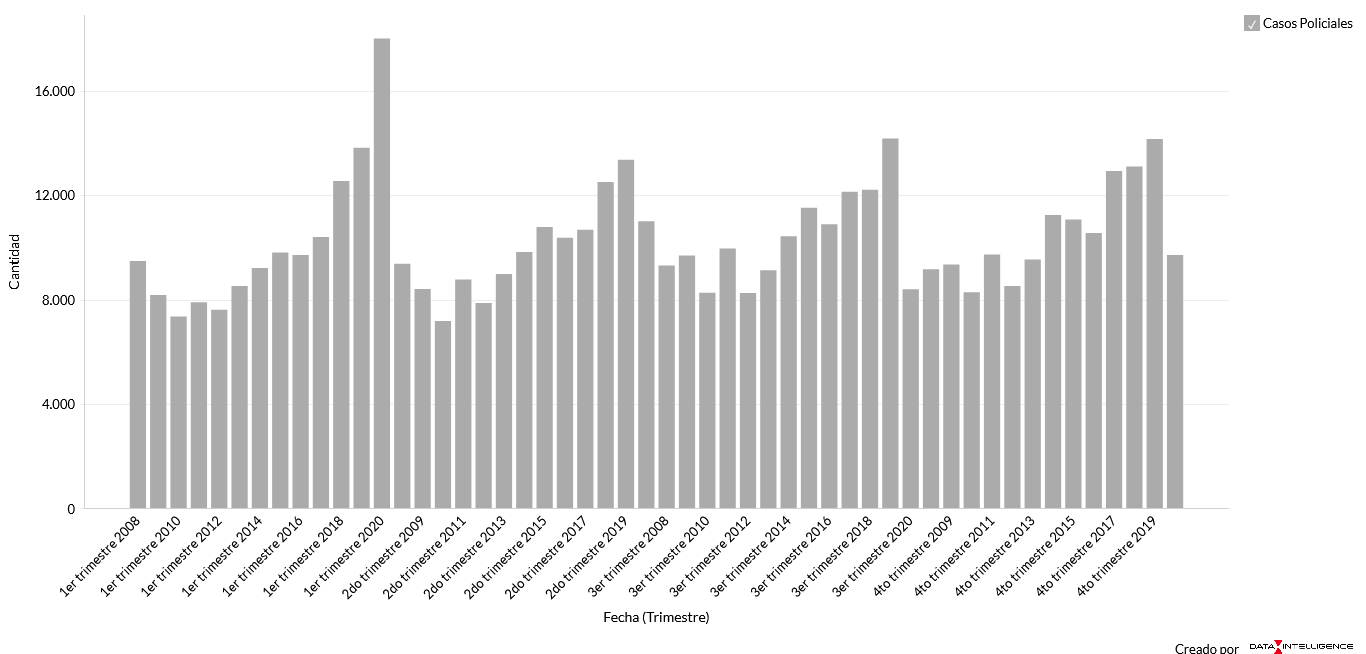 Casos Policiales
16.000
12.000
8.000
4.000
0
Cantidad
1er trimestre 2008
1er trimestre 2010
1er trimestre 2012
1er trimestre 2014
1er trimestre 2016
1er trimestre 2018
1er trimestre 2020
2do trimestre 2009
2do trimestre 2011
2do trimestre 2013
2do trimestre 2015
2do trimestre 2017
2do trimestre 2019
3er trimestre 2008
3er trimestre 2010
3er trimestre 2012
3er trimestre 2014
3er trimestre 2016
3er trimestre 2018
3er trimestre 2020
4to trimestre 2009
4to trimestre 2011
4to trimestre 2013
4to trimestre 2015
4to trimestre 2017
4to trimestre 2019
Fecha (Trimestre)
Creado por DATA INTELLIGENCE